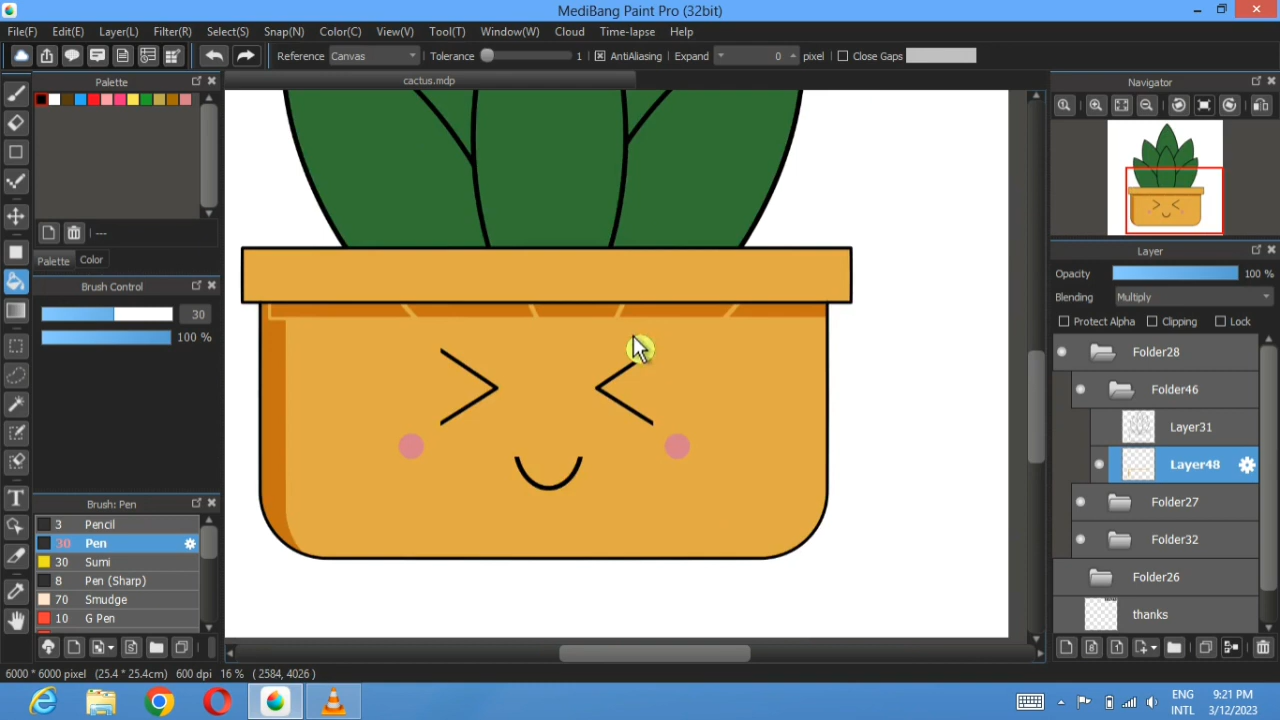 MediBang Paint Pro (32bit)
File(F) Edit(E) Layer(L) Filter(R) Select(S) Snap(N) Color(C) View(V) Tool(T) Window(W) Cloud Time-lapse Help
Reference Canvas Tolerance 1 AntiAliasing Expand 0 pixel Close Gaps
Palette
cactus.mdp
Navigator
---
Palette Color
Brush Control
30
100 %
Brush: Pen
3 Pencil
30 Pen
30 Sumi
8 Pen (Sharp)
70 Smudge
10 G Pen
Layer
Opacity 100 %
Blending Multiply
Protect Alpha Clipping Lock
Folder28
Folder46
Layer31
Layer48
Folder27
Folder32
Folder26
thanks
6000 * 6000 pixel (25.4 * 25.4cm) 600 dpi 16 % ( 2584, 4026 )
ENG
INTL
9:21 PM
3/12/2023